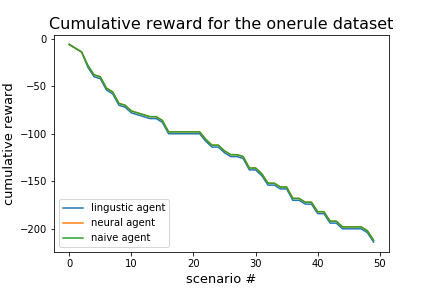 Cumulative reward for the onerule dataset
cumulative reward
0
−50
−100
−150
−200
lingustic agent
neural agent
naive agent
0 10 20 30 40 50
scenario #